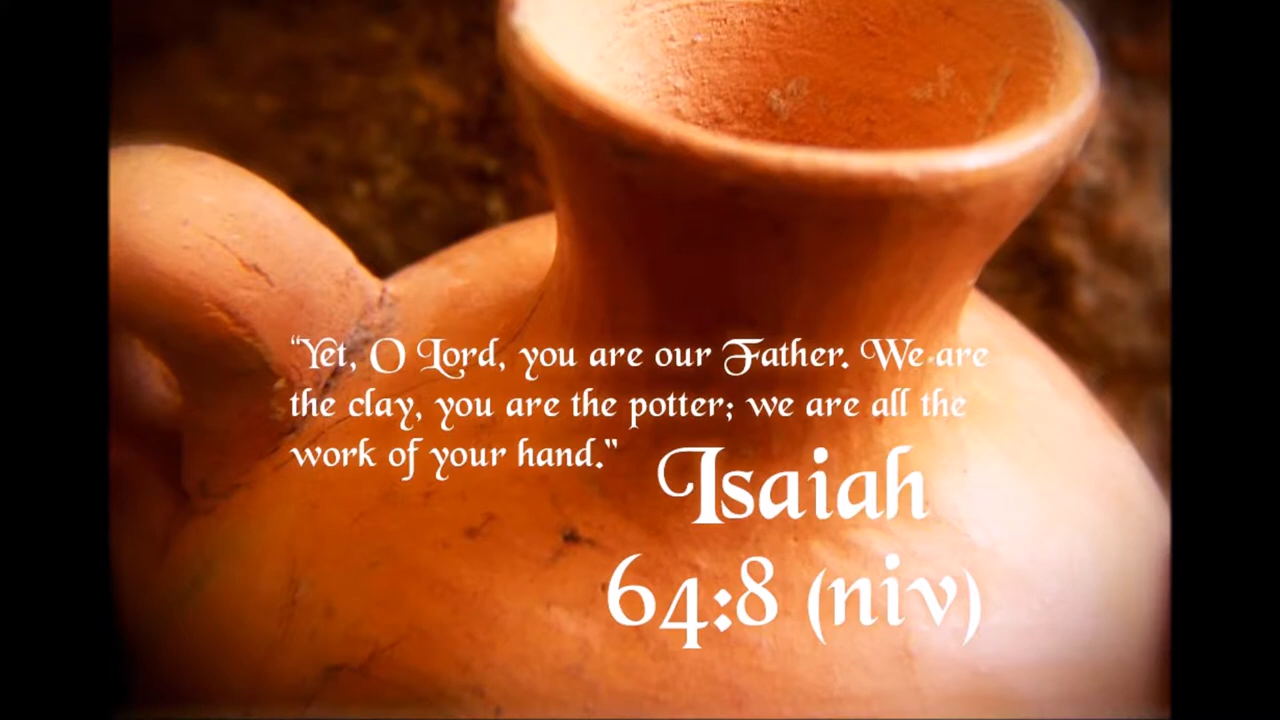 “Yet, O Lord, you are our Father. We are
the clay, you are the potter; we are all the
work of your hand.”
Isaiah
64:8 (niv)